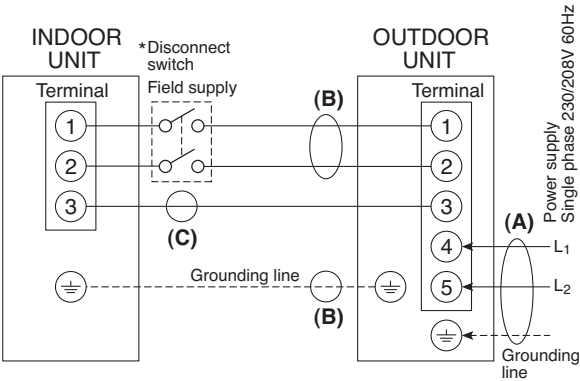 INDOOR
UNIT
*Disconnect
switch
Field supply
OUTDOOR
UNIT
Power supply
Single phase 230/208V 60Hz
Terminal
Terminal
(B)
1
1
2
2
3
3
(C)
(A)
4
L1
5
L2
Grounding line
(B)
Grounding
line